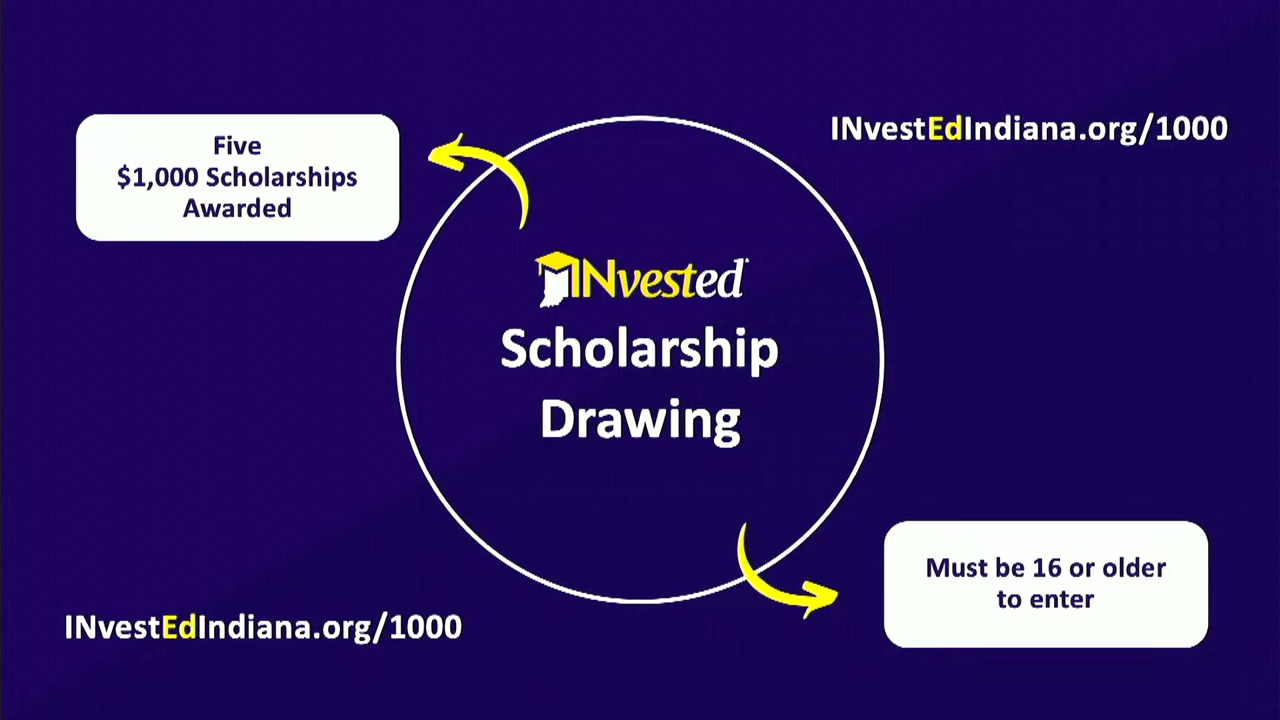 Five
$1,000 Scholarships
Awarded
INvestEdIndiana.org/1000
INvested
Scholarship
Drawing
Must be 16 or older
to enter
INvestEdIndiana.org/1000